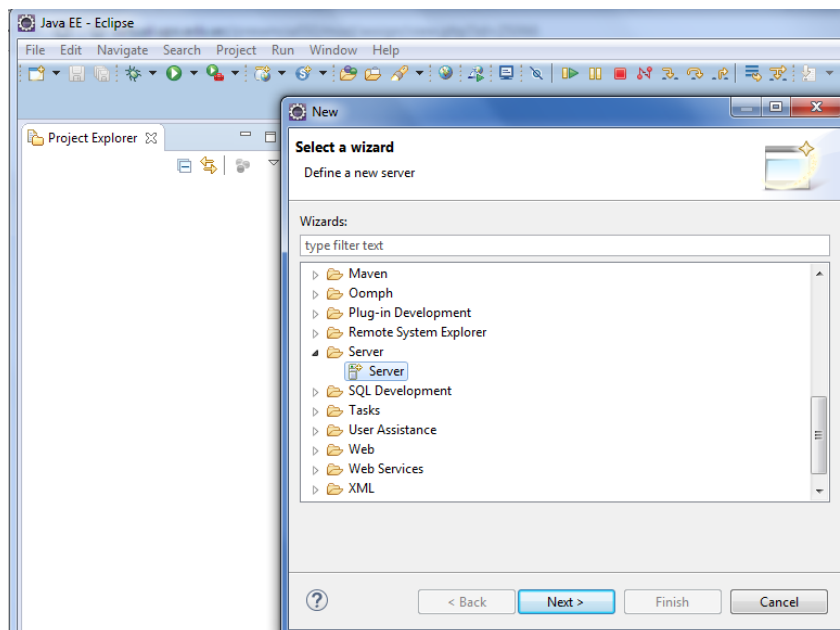 Java EE - Eclipse
File Edit Navigate Search Project Run Window Help
New
Project Explorer
Select a wizard
Define a new server
Wizards:
type filter text
Maven
Oomph
Plug-in Development
Remote System Explorer
Server
Server
SQL Development
Tasks
User Assistance
Web
Web Services
XML
? < Back Next > Finish Cancel